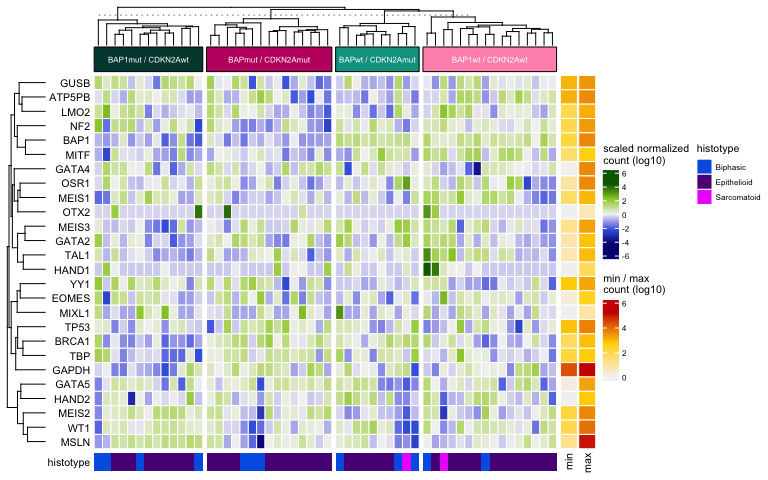 BAP1mut / CDKN2Awt
BAPmut / CDKN2Amut
BAPwt / CDKN2Amut
BAP1wt / CDKN2Awt
GUSB
ATP5PB
LMO2
NF2
BAP1
MITF
GATA4
OSR1
MEIS1
OTX2
MEIS3
GATA2
TAL1
HAND1
YY1
EOMES
MIXL1
TP53
BRCA1
TBP
GAPDH
GATA5
HAND2
MEIS2
WT1
MSLN
histotype
min
max
scaled normalized
count (log10)
6
4
2
0
-2
-4
-6
min / max
count (log10)
6
4
2
0
histotype
Biphasic
Epithelioid
Sarcomatoid